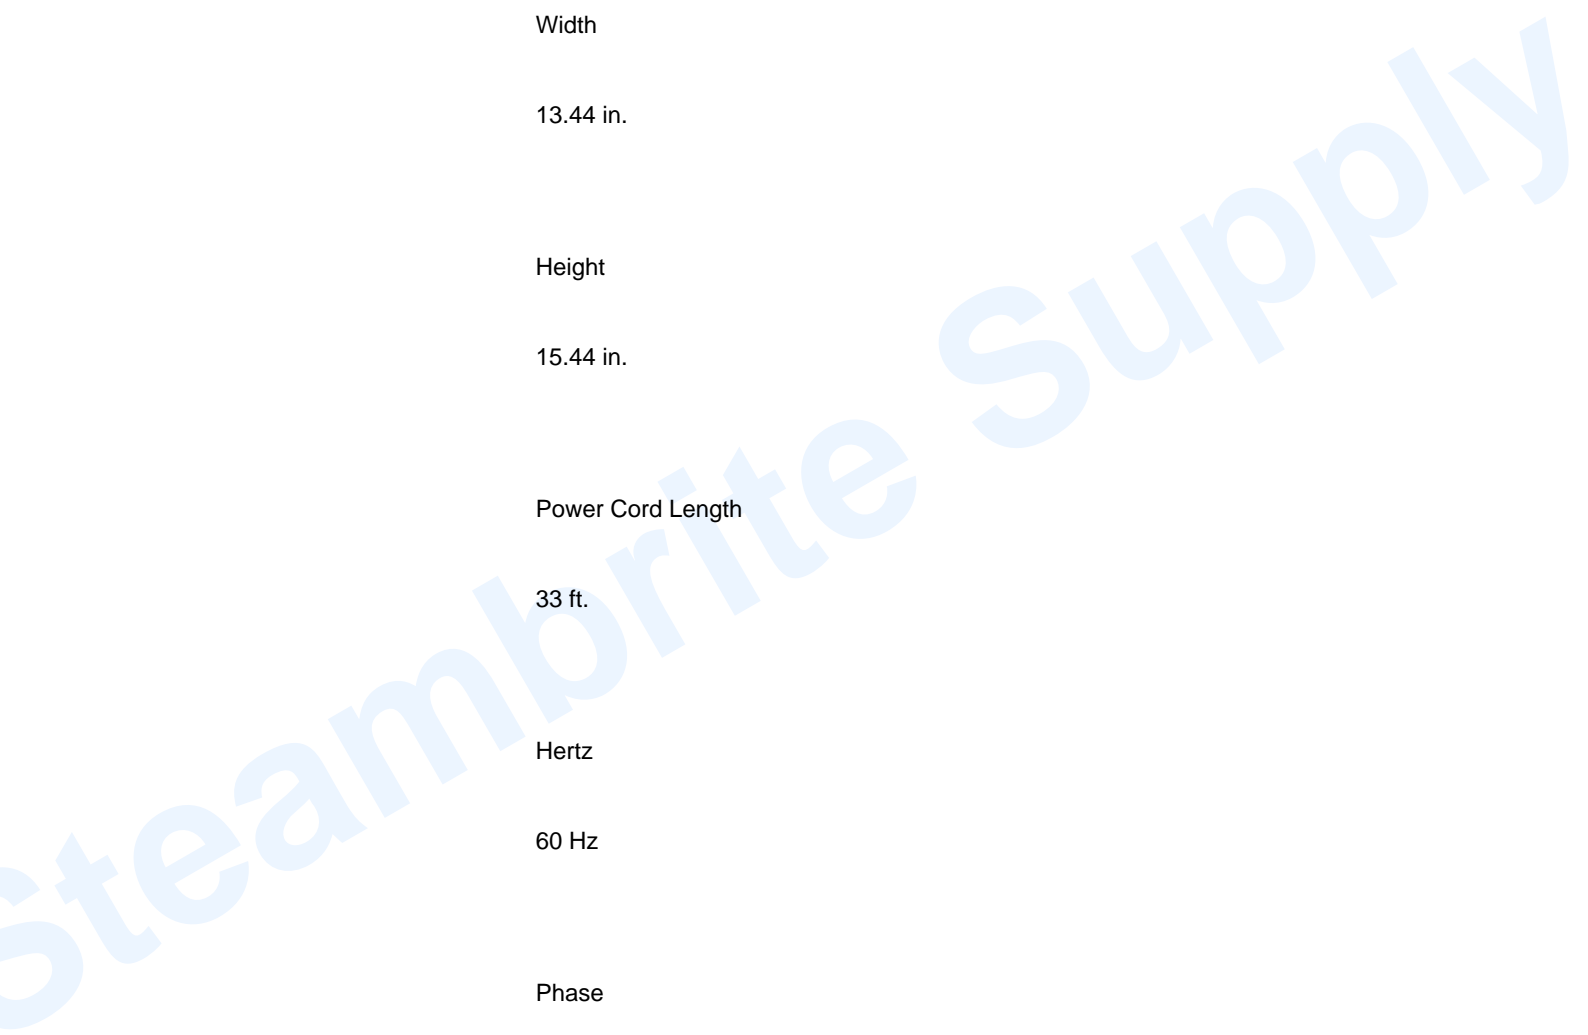 Width
13.44 in.
Height
15.44 in.
Power Cord Length
33 ft.
Hertz
60 Hz
Phase
Steambrite Supply